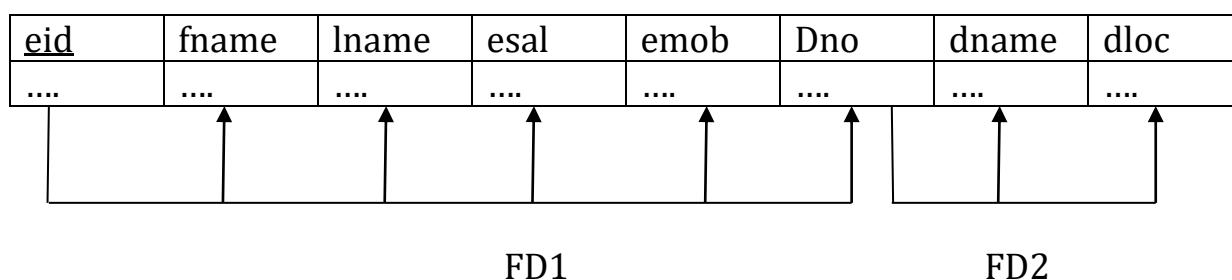 eid fname lname esal emob Dno dname dloc
.... .... .... .... .... .... .... ....
FD1 FD2